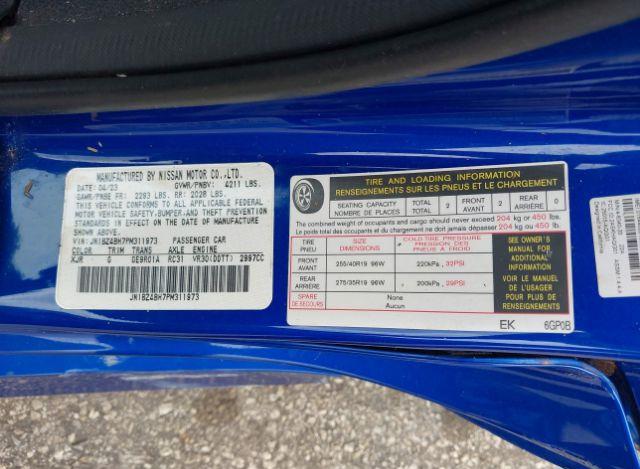 MANUFACTURED BY NISSAN MOTOR CO.,LTD.
DATE: 04/23 GVWR/PNBV: 4211 LBS.
GAWR/PNBE FR: 2293 LBS. RR: 2028 LBS.
THIS VEHICLE CONFORMS TO ALL APPLICABLE FEDERAL
MOTOR VEHICLE SAFETY, BUMPER, AND THEFT PREVENTION
STANDARDS IN EFFECT ON THE DATE OF MANUFACTURE
SHOWN ABOVE.
VIN: JN1BZ4BH7PM311973 PASSENGER CAR
COLOR TRIM TRANS AXLE ENGINE
G GE9R01A RC31 VR30(DDTT) 2997CC
JN1BZ4BH7PM311973
TIRE AND LOADING INFORMATION
RENSEIGNEMENTS SUR LES PNEUS ET LE CHARGEMENT
SEATING CAPACITY TOTAL 2 FRONT 2 REAR 0
NOMBRE DE PLACES TOTAL AVANT ARRIÈRE
The combined weight of occupants and cargo should never exceed 204 kg or 450 lbs.
Le poids total des occupants et du chargement ne doit jamais dépasser 204 kg ou 450 lb.
TIRE SIZE COLD TIRE PRESSURE
PNEU DIMENSIONS PRESSION DES PNEUS À FROID
FRONT 255/40R19 96W 220kPa, 32PSI
AVANT
REAR 275/35R19 96W 200kPa, 29PSI
ARRIÈRE
SPARE None
DE SECOURS Aucun
SEE OWNER'S
MANUAL FOR
ADDITIONAL
INFORMATION
VOIR LE MANUEL
DE L'USAGER
POUR PLUS DE
RENSEIGNEMENTS
EK 6GP0B